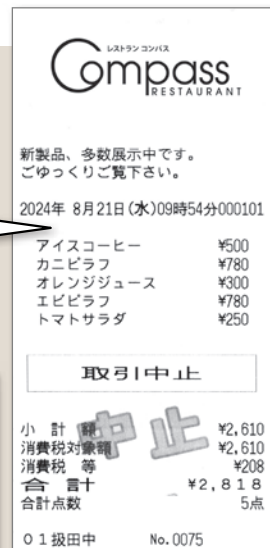 レストラン コンパス
Compass
RESTAURANT
新製品、多数展示中です。
ごゆっくりご覧下さい。
2024年 8月21日(水)09時54分000101
アイスコーヒー ¥500
カニピラフ ¥780
オレンジジュース ¥300
エビピラフ ¥780
トマトサラダ ¥250
取引中止
小 計 額 ¥2,610
消費税対象額 ¥2,610
消費税 等 ¥208
中止
合 計 ¥2,818
合計点数 5点
01扱田中 No.0075